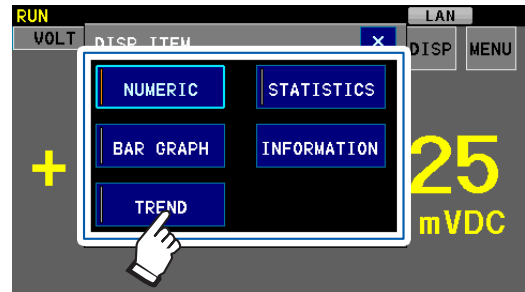 RUN LAN
VOLT DISP ITEM × DISP MENU
NUMERIC STATISTICS
BAR GRAPH INFORMATION
TREND
+ 25
mVDC